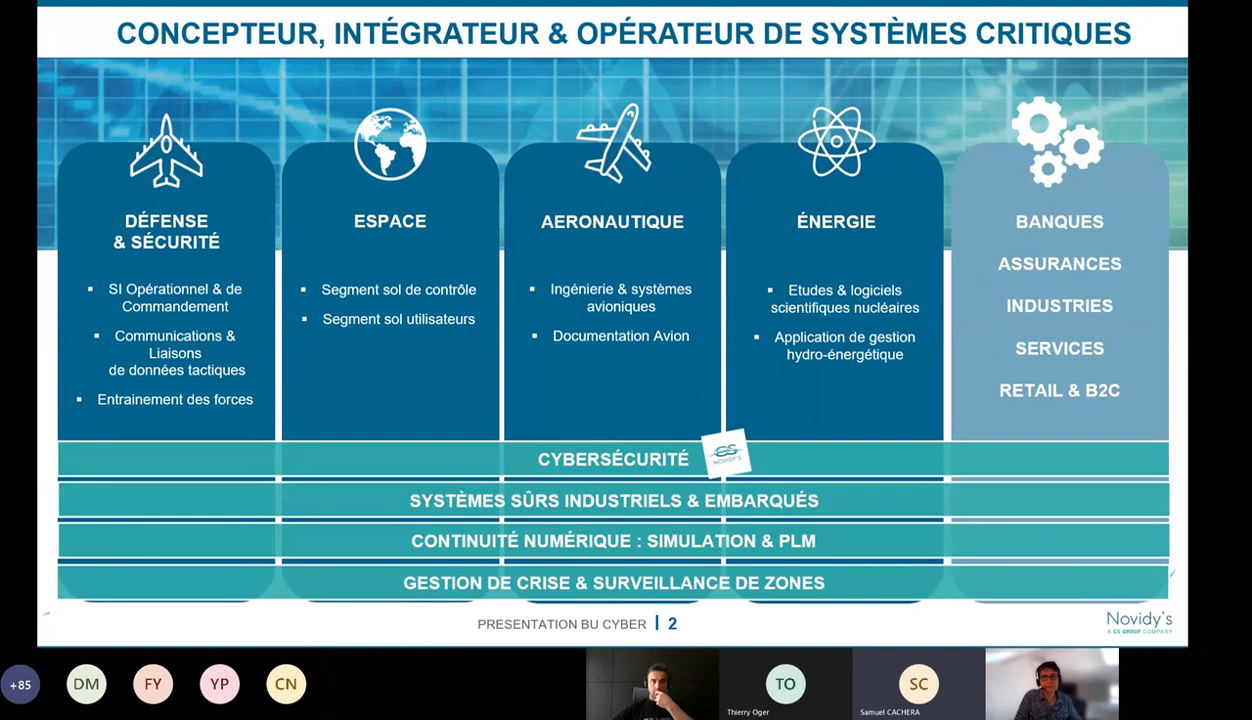 CONCEPTEUR, INTÉGRATEUR & OPÉRATEUR DE SYSTÈMES CRITIQUES
DÉFENSE
& SÉCURITÉ
▪ SI Opérationnel & de
Commandement
▪ Communications &
Liaisons
de données tactiques
▪ Entrainement des forces
ESPACE
▪ Segment sol de contrôle
▪ Segment sol utilisateurs
AERONAUTIQUE
▪ Ingénierie & systèmes
avioniques
▪ Documentation Avion
ÉNERGIE
▪ Etudes & logiciels
scientifiques nucléaires
▪ Application de gestion
hydro-énergétique
BANQUES
ASSURANCES
INDUSTRIES
SERVICES
RETAIL & B2C
CYBERSÉCURITÉ
CS
NOVIDY'S
SYSTÈMES SÛRS INDUSTRIELS & EMBARQUÉS
CONTINUITÉ NUMÉRIQUE : SIMULATION & PLM
GESTION DE CRISE & SURVEILLANCE DE ZONES
PRESENTATION BU CYBER | 2
Novidy's
A CS GROUP COMPANY
+85
DM
FY
YP
CN
TO
Thierry Oger
SC
Samuel CACHERA